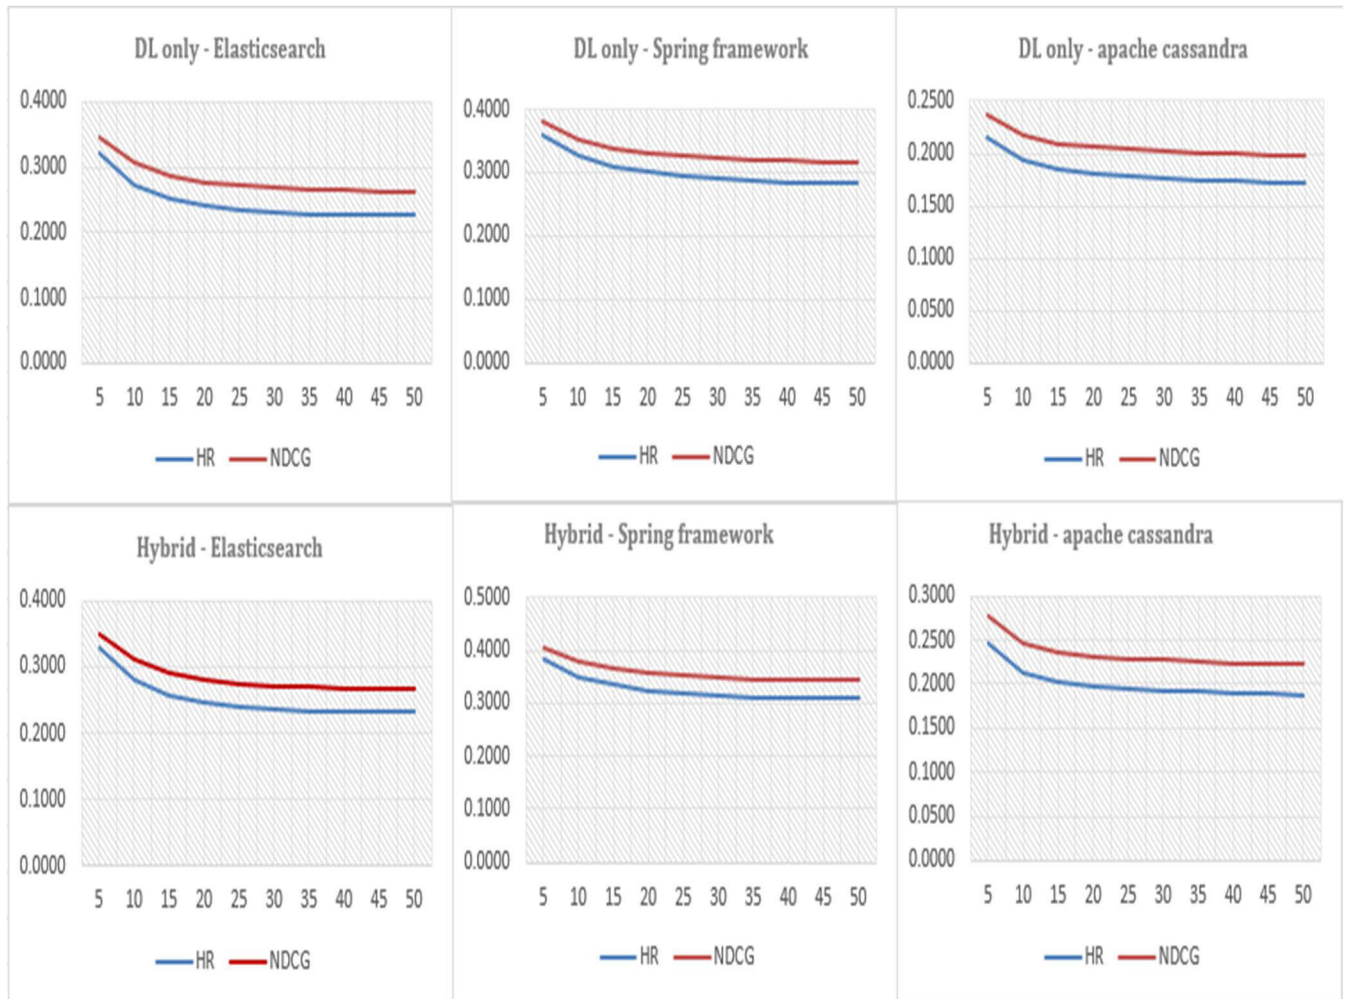 DL only - Elasticsearch
0.4000
0.3000
0.2000
0.1000
0.0000
5 10 15 20 25 30 35 40 45 50
HR NDCG
DL only - Spring framework
0.4000
0.3000
0.2000
0.1000
0.0000
5 10 15 20 25 30 35 40 45 50
HR NDCG
DL only - apache cassandra
0.2500
0.2000
0.1500
0.1000
0.0500
0.0000
5 10 15 20 25 30 35 40 45 50
HR NDCG
Hybrid - Elasticsearch
0.4000
0.3000
0.2000
0.1000
0.0000
5 10 15 20 25 30 35 40 45 50
HR NDCG
Hybrid - Spring framework
0.5000
0.4000
0.3000
0.2000
0.1000
0.0000
5 10 15 20 25 30 35 40 45 50
HR NDCG
Hybrid - apache cassandra
0.3000
0.2500
0.2000
0.1500
0.1000
0.0500
0.0000
5 10 15 20 25 30 35 40 45 50
HR NDCG